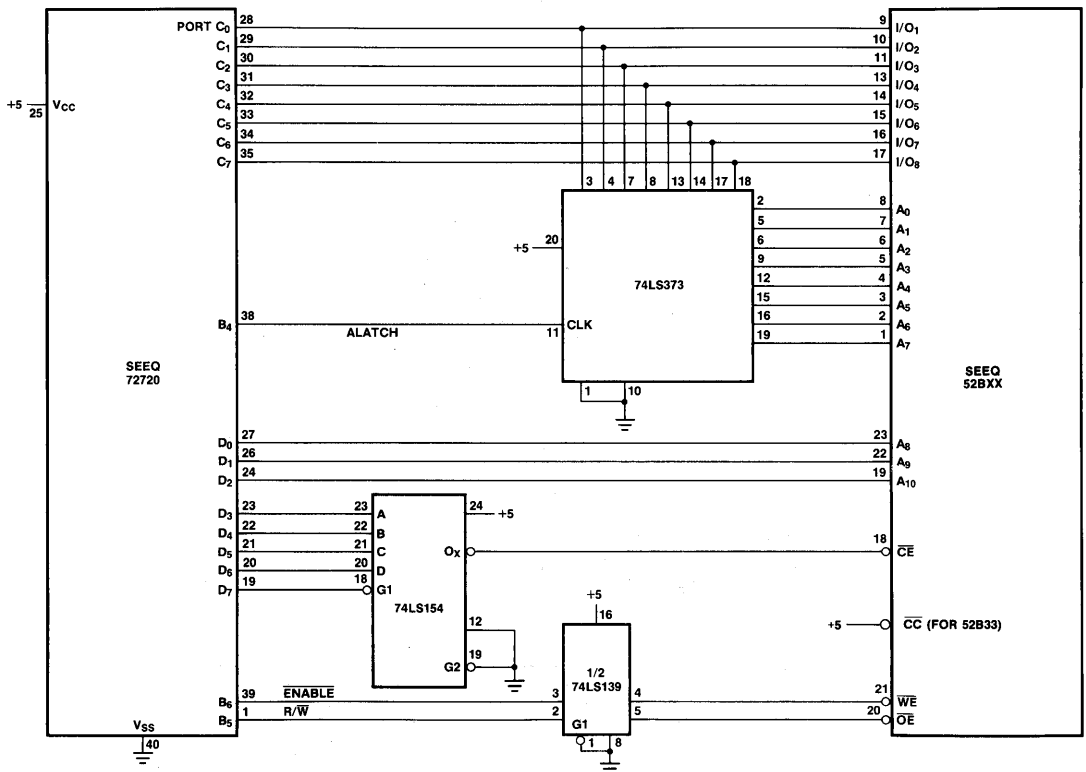 PORT C0 28 9 I/O1
C1 29 10 I/O2
C2 30 11 I/O3
C3 31 13 I/O4
+5 25 VCC C4 32 14 I/O5
C5 33 15 I/O6
C6 34 16 I/O7
C7 35 17 I/O8
3 4 7 8 13 14 17 18
2 8 A0
5 7 A1
+5 20 6 6 A2
9 5 A3
74LS373 12 4 A4
15 3 A5
B4 38 ALATCH 11 CLK 16 2 A6
19 1 A7
SEEQ
72720
SEEQ
52BXX
1 10
D0 27 23 A8
D1 26 22 A9
D2 24 19 A10
D3 23 23 A 24 +5
D4 22 22 B
D5 21 21 C OX 18 CE
D6 20 20 D
D7 19 18 G1
74LS154
+5 16
12
+5 CC (FOR 52B33)
G2 19
1/2
74LS139
B6 39 ENABLE 3 4 21 WE
B5 1 R/W 2 5 20 OE
G1
VSS
40
1 8